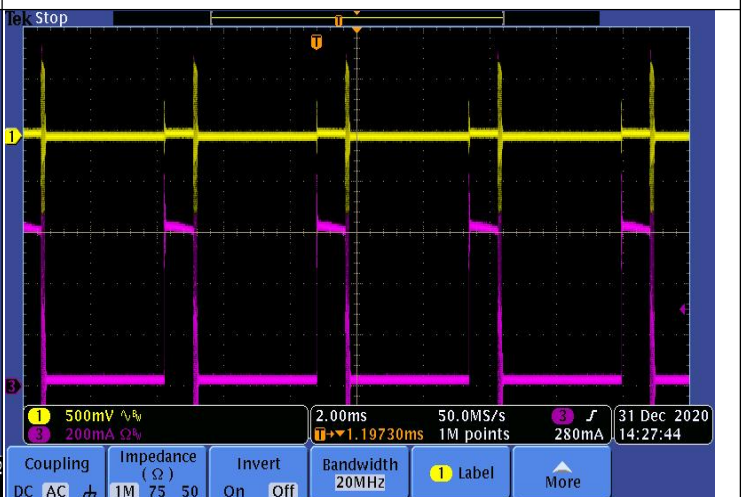 Tek Stop
T
T
1
3
1 500mV
3 200mA Ω
2.00ms 50.0MS/s 3
T→▼1.19730ms 1M points 280mA
31 Dec 2020
14:27:44
Coupling
DC AC
Impedance
(Ω)
1M 75 50
Invert
On Off
Bandwidth
20MHz
1 Label
More